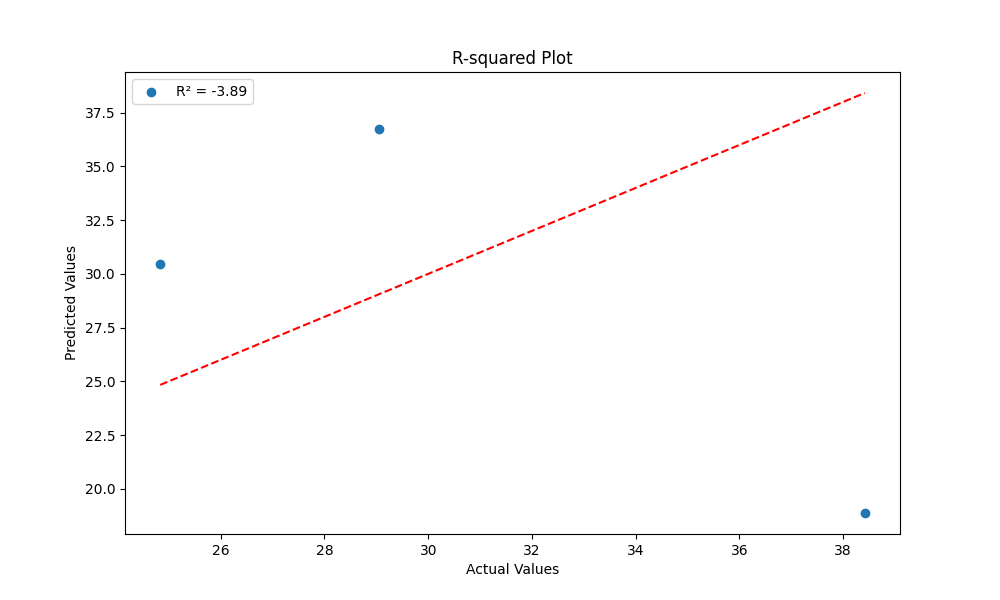 R-squared Plot
R² = -3.89
Predicted Values
37.5
35.0
32.5
30.0
27.5
25.0
22.5
20.0
26 28 30 32 34 36 38
Actual Values